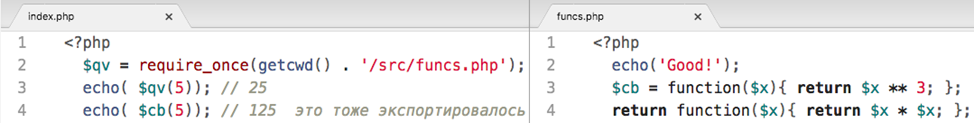 index.php ×
1 <?php
2 $qv = require_once(getcwd() . '/src/funcs.php');
3 echo( $qv(5)); // 25
4 echo( $cb(5)); // 125 это тоже экспортировалось
funcs.php ×
1 <?php
2 echo('Good!');
3 $cb = function($x){ return $x ** 3; };
4 return function($x){ return $x * $x; };